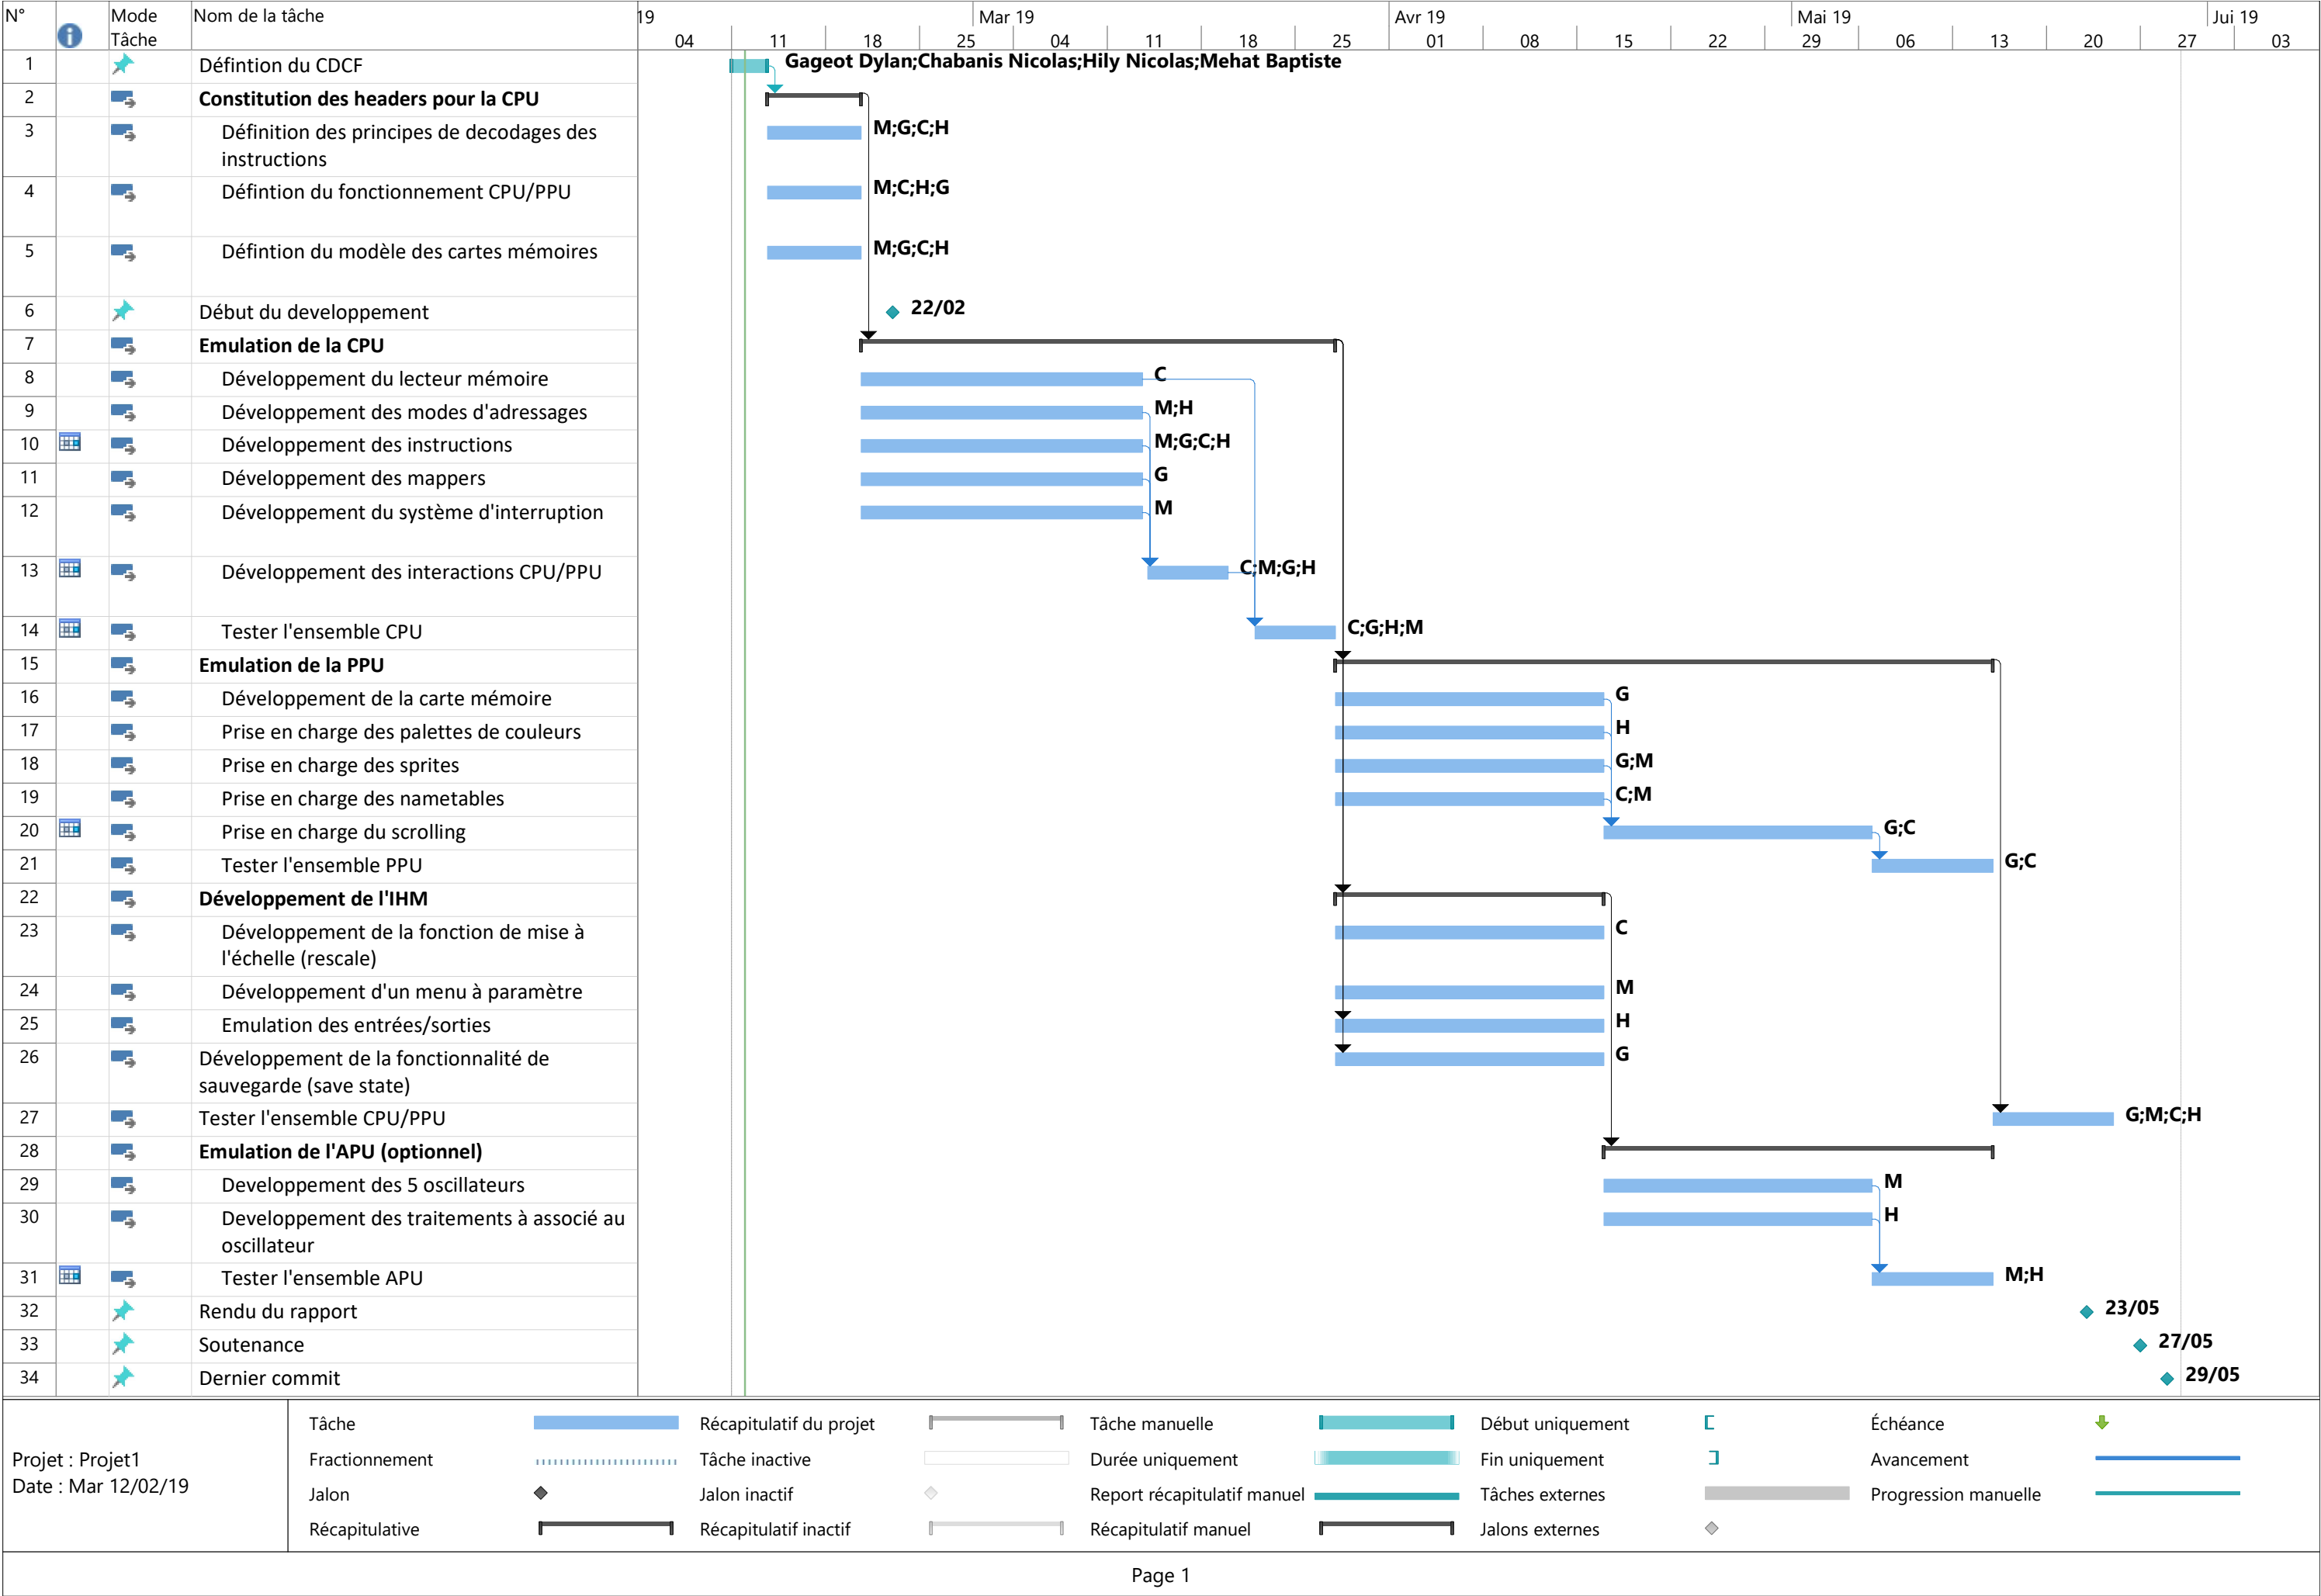 N° Mode Nom de la tâche 19 Mar 19 Avr 19 Mai 19 Jui 19
Tâche 04 11 18 25 04 11 18 25 01 08 15 22 29 06 13 20 27 03
1 Défintion du CDCF Gageot Dylan;Chabanis Nicolas;Hily Nicolas;Mehat Baptiste
2 Constitution des headers pour la CPU
3 Définition des principes de decodages des M;G;C;H
instructions
4 Défintion du fonctionnement CPU/PPU M;C;H;G
5 Défintion du modèle des cartes mémoires M;G;C;H
6 Début du developpement 22/02
7 Emulation de la CPU
8 Développement du lecteur mémoire C
9 Développement des modes d'adressages M;H
10 Développement des instructions M;G;C;H
11 Développement des mappers G
12 Développement du système d'interruption M
13 Développement des interactions CPU/PPU C;M;G;H
14 Tester l'ensemble CPU C;G;H;M
15 Emulation de la PPU
16 Développement de la carte mémoire G
17 Prise en charge des palettes de couleurs H
18 Prise en charge des sprites G;M
19 Prise en charge des nametables C;M
20 Prise en charge du scrolling G;C
21 Tester l'ensemble PPU G;C
22 Développement de l'IHM
23 Développement de la fonction de mise à C
l'échelle (rescale)
24 Développement d'un menu à paramètre M
25 Emulation des entrées/sorties H
26 Développement de la fonctionnalité de G
sauvegarde (save state)
27 Tester l'ensemble CPU/PPU G;M;C;H
28 Emulation de l'APU (optionnel)
29 Developpement des 5 oscillateurs M
30 Developpement des traitements à associé au H
oscillateur
31 Tester l'ensemble APU M;H
32 Rendu du rapport 23/05
33 Soutenance 27/05
34 Dernier commit 29/05
Projet : Projet1
Date : Mar 12/02/19
Tâche Récapitulatif du projet Tâche manuelle Début uniquement Échéance
Fractionnement Tâche inactive Durée uniquement Fin uniquement Avancement
Jalon Jalon inactif Report récapitulatif manuel Tâches externes Progression manuelle
Récapitulative Récapitulatif inactif Récapitulatif manuel Jalons externes
Page 1